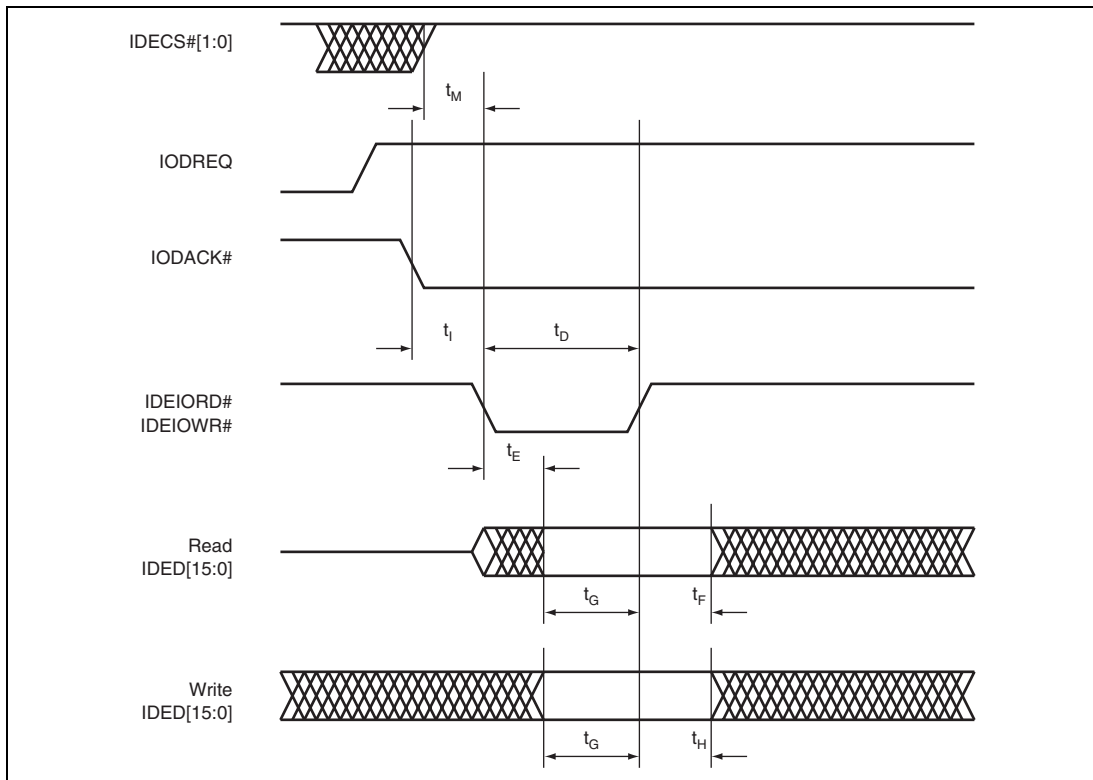 IDECS#[1:0]
tM
IODREQ
IODACK#
tI
tD
IDEIORD#
IDEIOWR#
tE
Read
IDED[15:0]
tG
tF
Write
IDED[15:0]
tG
tH